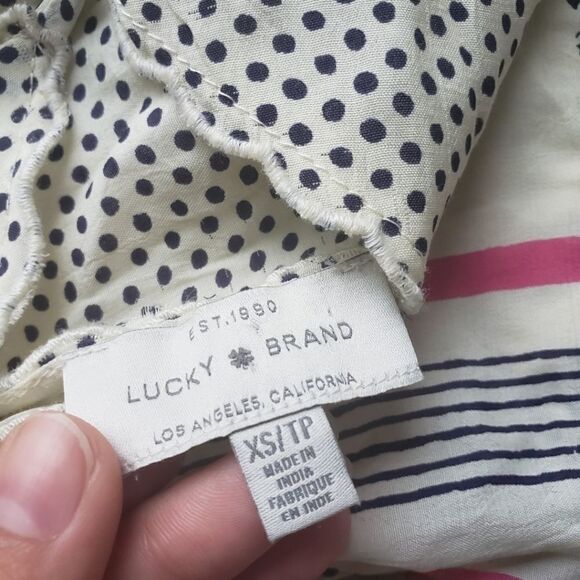 EST.1990
LUCKY BRAND
LOS ANGELES, CALIFORNIA
XS/TP
MADE IN
INDIA
FABRIQUE
EN INDE